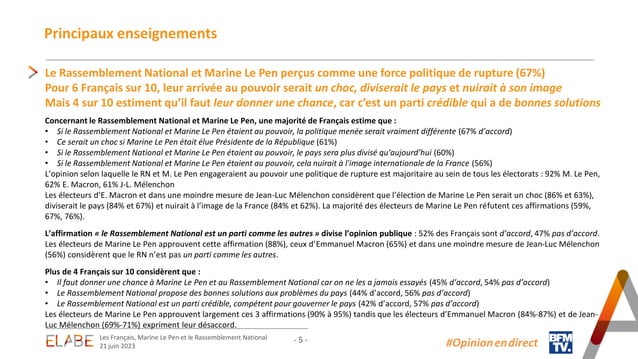 Principaux enseignements
Le Rassemblement National et Marine Le Pen perçus comme une force politique de rupture (67%)
Pour 6 Français sur 10, leur arrivée au pouvoir serait un choc, diviserait le pays et nuirait à son image
Mais 4 sur 10 estiment qu'il faut leur donner une chance, car c'est un parti crédible qui a de bonnes solutions
Concernant le Rassemblement National et Marine Le Pen, une majorité de Français estime que :
• Si le Rassemblement National et Marine Le Pen étaient au pouvoir, la politique menée serait vraiment différente (67% d'accord)
• Ce serait un choc si Marine Le Pen était élue Présidente de la République (61%)
• Si le Rassemblement National et Marine Le Pen étaient au pouvoir, le pays sera plus divisé qu'aujourd'hui (60%)
• Si le Rassemblement National et Marine Le Pen étaient au pouvoir, cela nuirait à l'image internationale de la France (56%)
L'opinion selon laquelle le RN et M. Le Pen engageraient au pouvoir une politique de rupture est majoritaire au sein de tous les électorats : 92% M. Le Pen,
62% E. Macron, 61% J-L. Mélenchon
Les électeurs d'E. Macron et dans une moindre mesure de Jean-Luc Mélenchon considèrent que l'élection de Marine Le Pen serait un choc (86% et 63%),
diviserait le pays (84% et 67%) et nuirait à l'image de la France (84% et 62%). La majorité des électeurs de Marine Le Pen réfutent ces affirmations (59%,
67%, 76%).
L'affirmation « le Rassemblement National est un parti comme les autres » divise l'opinion publique : 52% des Français sont d'accord, 47% pas d'accord.
Les électeurs de Marine Le Pen approuvent cette affirmation (88%), ceux d'Emmanuel Macron (65%) et dans une moindre mesure de Jean-Luc Mélenchon
(56%) considèrent que le RN n'est pas un parti comme les autres.
Plus de 4 Français sur 10 considèrent que :
• Il faut donner une chance à Marine Le Pen et au Rassemblement National car on ne les a jamais essayés (45% d'accord, 54% pas d'accord)
• Le Rassemblement National propose des bonnes solutions aux problèmes du pays (44% d'accord, 56% pas d'accord)
• Le Rassemblement National est un parti crédible, compétent pour gouverner le pays (42% d'accord, 57% pas d'accord)
Les électeurs de Marine Le Pen approuvent largement ces 3 affirmations (90% à 95%) tandis que les électeurs d'Emmanuel Macron (84%-87%) et de Jean-
Luc Mélenchon (69%-71%) expriment leur désaccord.
ELABE
Les Français, Marine Le Pen et le Rassemblement National
21 juin 2023
- 5 -
#Opinionendirect
BFM
TV.